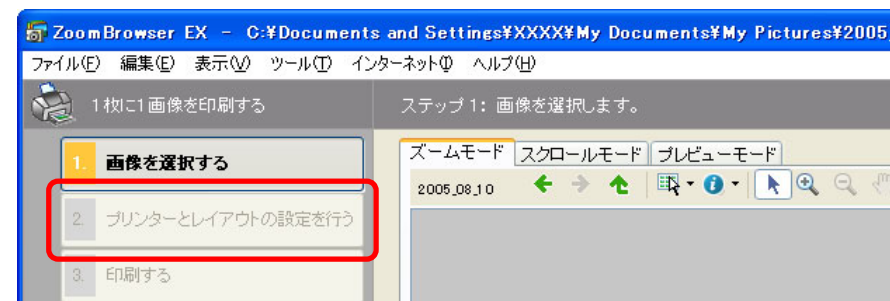 ZoomBrowser EX - C:¥Documents and Settings¥XXXX¥My Documents¥My Pictures¥2005
ファイル(F) 編集(E) 表示(V) ツール(T) インターネット(I) ヘルプ(H)
1枚に1画像を印刷する
ステップ1: 画像を選択します。
1. 画像を選択する
ズームモード スクロールモード プレビューモード
2005_08_10
2. プリンターとレイアウトの設定を行う
3. 印刷する